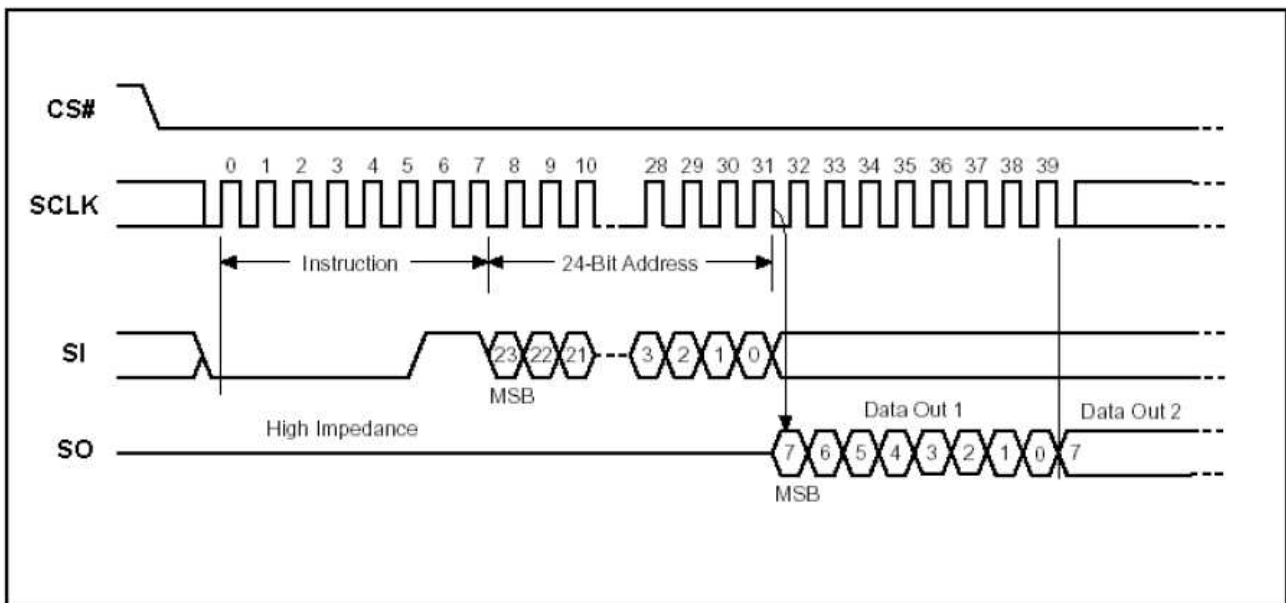 CS#
0 1 2 3 4 5 6 7 8 9 10 28 29 30 31 32 33 34 35 36 37 38 39
SCLK
Instruction 24-Bit Address
SI 23 22 21 3 2 1 0
MSB
Data Out 1 Data Out 2
High Impedance
SO 7 6 5 4 3 2 1 0 7
MSB